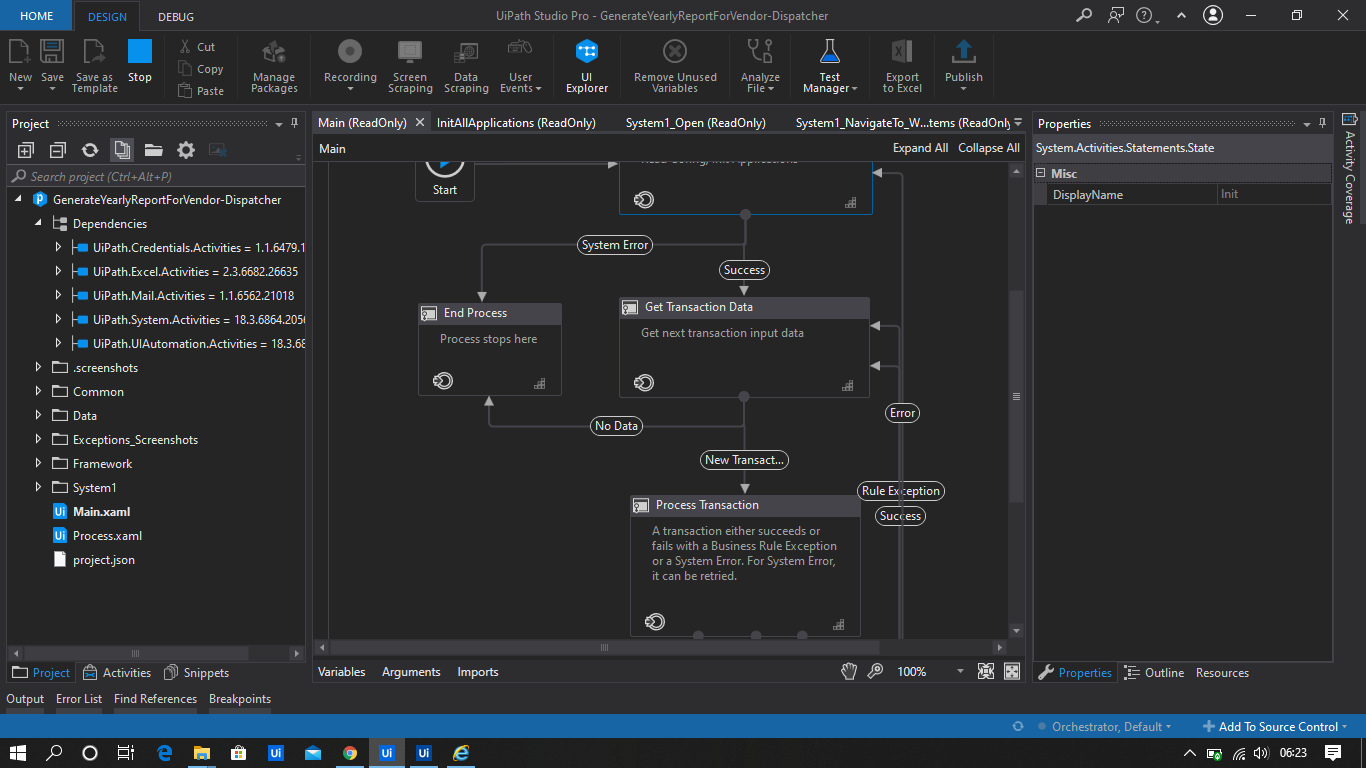 HOME
DESIGN
DEBUG
UiPath Studio Pro - GenerateYearlyReportForVendor-Dispatcher
New
Save
Save as Template
Stop
Cut
Copy
Paste
Manage Packages
Recording
Screen Scraping
Data Scraping
User Events
UI Explorer
Remove Unused Variables
Analyze File
Test Manager
Export to Excel
Publish
Project
Search project (Ctrl+Alt+P)
GenerateYearlyReportForVendor-Dispatcher
Dependencies
UiPath.Credentials.Activities = 1.1.6479.1
UiPath.Excel.Activities = 2.3.6682.26635
UiPath.Mail.Activities = 1.1.6562.21018
UiPath.System.Activities = 18.3.6864.2056
UiPath.UIAutomation.Activities = 18.3.68
.screenshots
Common
Data
Exceptions_Screenshots
Framework
System1
Main.xaml
Process.xaml
project.json
Project
Activities
Snippets
Main (ReadOnly)
InitAllApplications (ReadOnly)
System1_Open (ReadOnly)
System1_NavigateTo_W...tems (ReadOnly
Main
Expand All
Collapse All
Start
System Error
Success
End Process
Process stops here
Get Transaction Data
Get next transaction input data
No Data
New Transact...
Error
Rule Exception
Success
Process Transaction
A transaction either succeeds or
fails with a Business Rule Exception
or a System Error. For System Error,
it can be retried.
Variables
Arguments
Imports
100%
Properties
System.Activities.Statements.State
Misc
DisplayName
Init
Activity Coverage
Properties
Outline
Resources
Output
Error List
Find References
Breakpoints
Orchestrator, Default
Add To Source Control
06:23